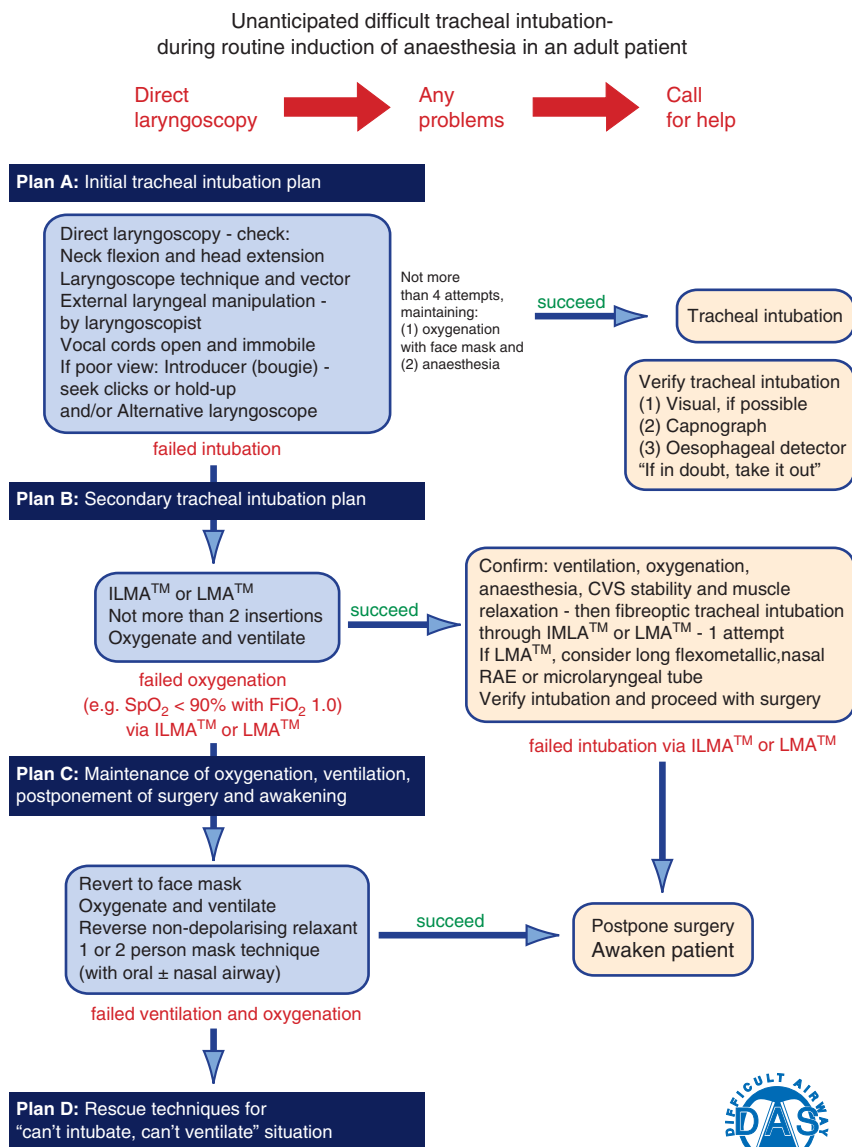 Unanticipated difficult tracheal intubation-
during routine induction of anaesthesia in an adult patient
Direct
laryngoscopy
Any
problems
Call
for help
Plan A: Initial tracheal intubation plan
Direct laryngoscopy - check:
Neck flexion and head extension
Laryngoscope technique and vector
External laryngeal manipulation -
by laryngoscopist
Vocal cords open and immobile
If poor view: Introducer (bougie) -
seek clicks or hold-up
and/or Alternative laryngoscope
Not more
than 4 attempts,
maintaining:
(1) oxygenation
with face mask and
(2) anaesthesia
succeed
Tracheal intubation
Verify tracheal intubation
(1) Visual, if possible
(2) Capnograph
(3) Oesophageal detector
“If in doubt, take it out”
failed intubation
Plan B: Secondary tracheal intubation plan
ILMA™ or LMA™
Not more than 2 insertions
Oxygenate and ventilate
succeed
Confirm: ventilation, oxygenation,
anaesthesia, CVS stability and muscle
relaxation - then fibreoptic tracheal intubation
through IMLA™ or LMA™ - 1 attempt
If LMA™, consider long flexometallic,nasal
RAE or microlaryngeal tube
Verify intubation and proceed with surgery
failed oxygenation
(e.g. SpO₂ < 90% with FiO₂ 1.0)
via ILMA™ or LMA™
failed intubation via ILMA™ or LMA™
Plan C: Maintenance of oxygenation, ventilation,
postponement of surgery and awakening
Revert to face mask
Oxygenate and ventilate
Reverse non-depolarising relaxant
1 or 2 person mask technique
(with oral ± nasal airway)
succeed
Postpone surgery
Awaken patient
failed ventilation and oxygenation
Plan D: Rescue techniques for
“can’t intubate, can’t ventilate” situation
DIFFICULT AIRWAY
DAS